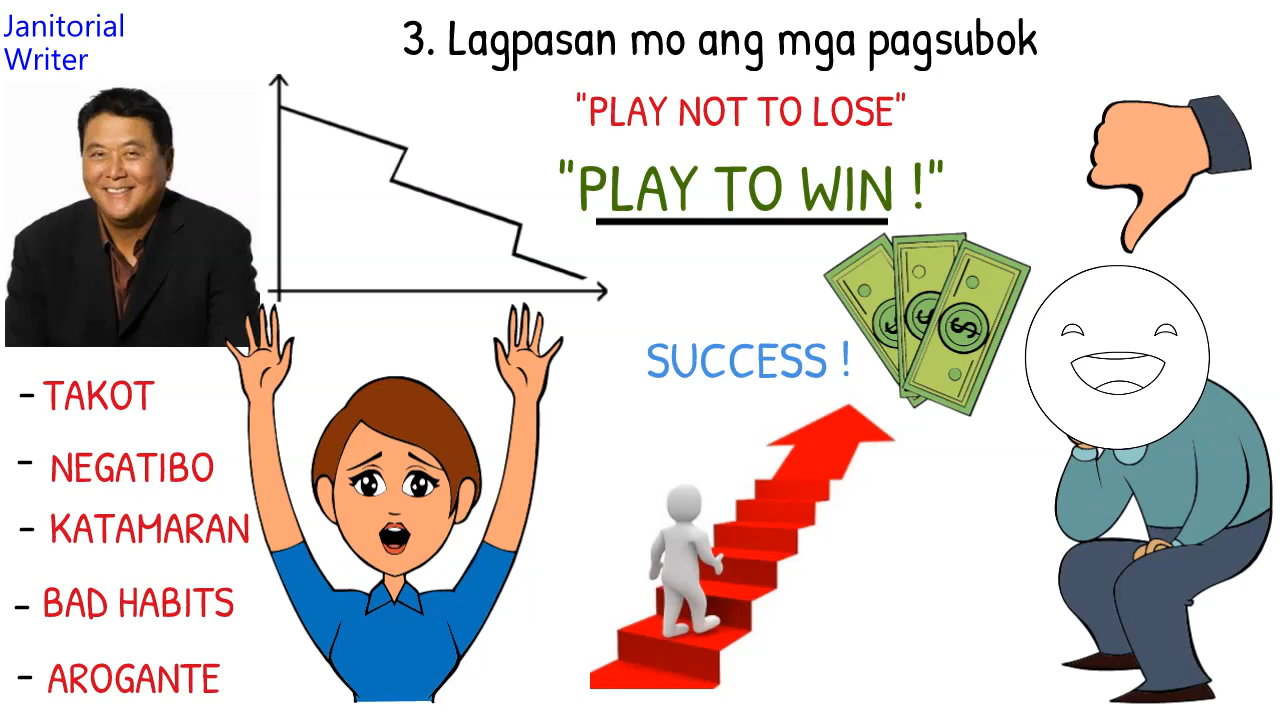 Janitorial
Writer
3. Lagpasan mo ang mga pagsubok
"PLAY NOT TO LOSE"
"PLAY TO WIN !"
SUCCESS !
- TAKOT
- NEGATIBO
- KATAMARAN
- BAD HABITS
- AROGANTE